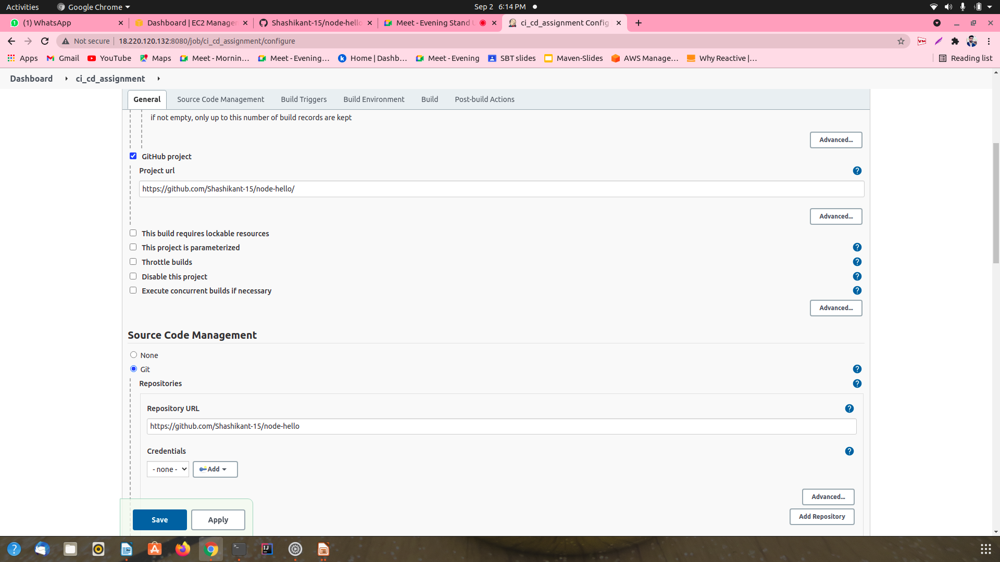 Activities
Google Chrome
Sep 2 6:14 PM
(1) WhatsApp
Dashboard | EC2 Manage
Shashikant-15/node-hello
Meet - Evening Stand U
ci_cd_assignment Config
Not secure
18.220.120.132:8080/job/ci_cd_assignment/configure
Apps
Gmail
YouTube
Maps
Meet - Mornin...
Meet - Evening...
Home | Dashb...
Meet - Evening
SBT slides
Maven-Slides
AWS Manage...
Why Reactive |...
Reading list
Dashboard
ci_cd_assignment
General
Source Code Management
Build Triggers
Build Environment
Build
Post-build Actions
if not empty, only up to this number of build records are kept
Advanced...
GitHub project
Project url
https://github.com/Shashikant-15/node-hello/
Advanced...
This build requires lockable resources
This project is parameterized
Throttle builds
Disable this project
Execute concurrent builds if necessary
Advanced...
Source Code Management
None
Git
Repositories
Repository URL
https://github.com/Shashikant-15/node-hello
Credentials
- none -
Add
Advanced...
Save
Apply
Add Repository